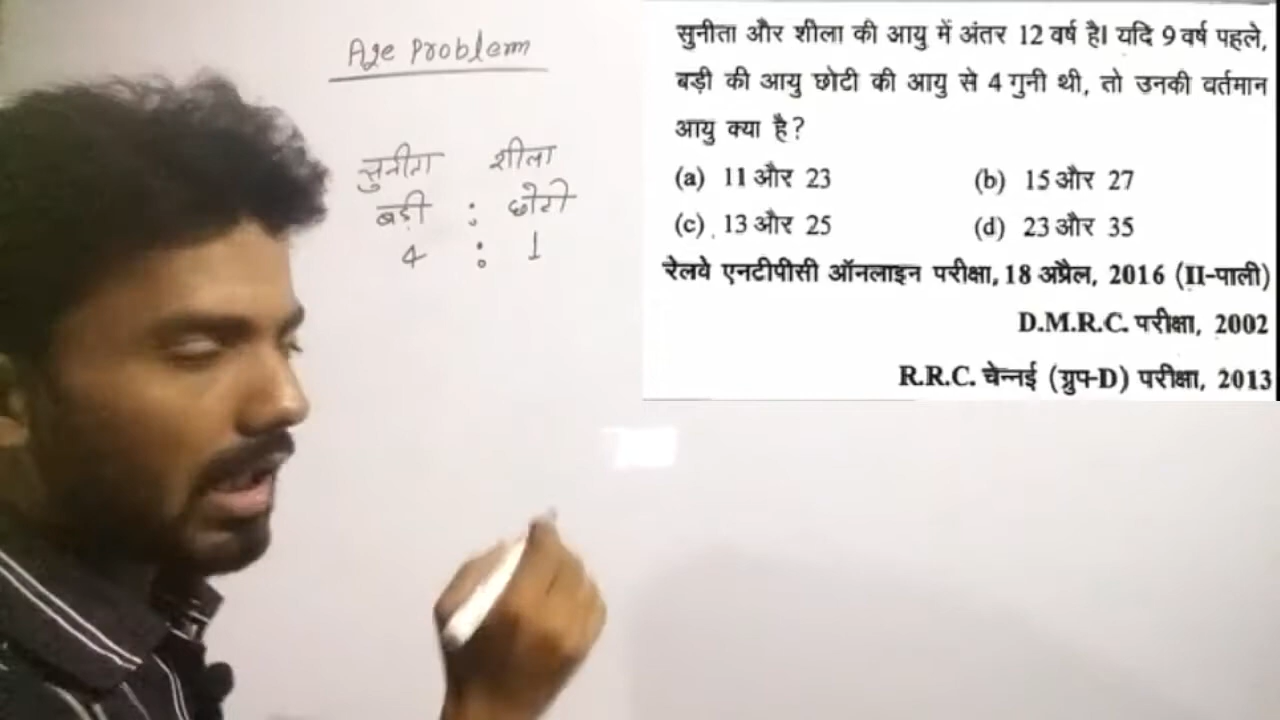 Age Problem
सुनीता शीला
बड़ी : छोटी
4 : 1
सुनीता और शीला की आयु में अंतर 12 वर्ष है। यदि 9 वर्ष पहले,
बड़ी की आयु छोटी की आयु से 4 गुनी थी, तो उनकी वर्तमान
आयु क्या है?
(a) 11 और 23 (b) 15 और 27
(c) 13 और 25 (d) 23 और 35
रेलवे एनटीपीसी ऑनलाइन परीक्षा, 18 अप्रैल, 2016 (II-पाली)
D.M.R.C. परीक्षा, 2002
R.R.C. चेन्नई (ग्रुप-D) परीक्षा, 2013